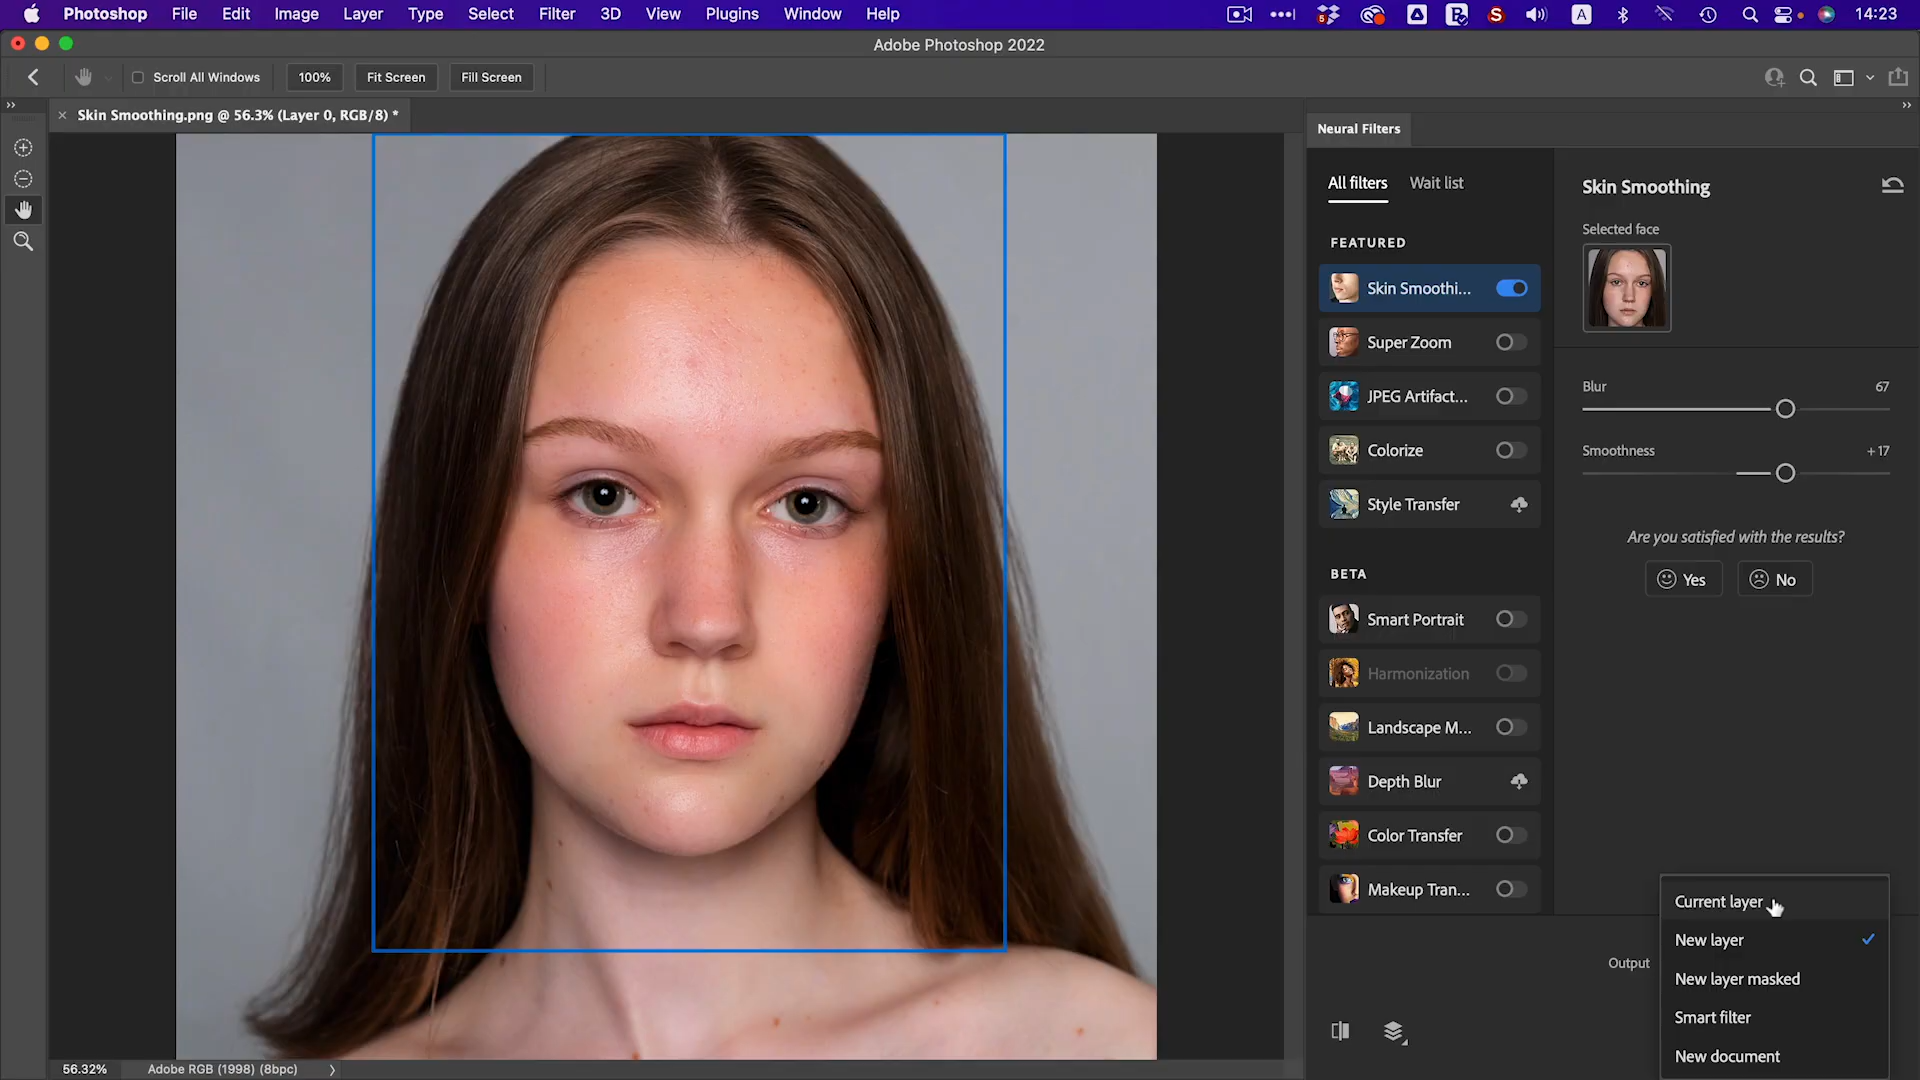 Photoshop File Edit Image Layer Type Select Filter 3D View Plugins Window Help 5 S A 14:23
Adobe Photoshop 2022
Scroll All Windows 100% Fit Screen Fill Screen
Skin Smoothing.png @ 56.3% (Layer 0, RGB/8) *
Neural Filters
All filters Wait list
FEATURED
Skin Smoothi...
Super Zoom
JPEG Artifact...
Colorize
Style Transfer
BETA
Smart Portrait
Harmonization
Landscape M...
Depth Blur
Color Transfer
Makeup Tran...
Skin Smoothing
Selected face
Blur 67
Smoothness +17
Are you satisfied with the results?
Yes No
Output
Current layer
New layer
New layer masked
Smart filter
New document
56.32% Adobe RGB (1998) (8bpc)